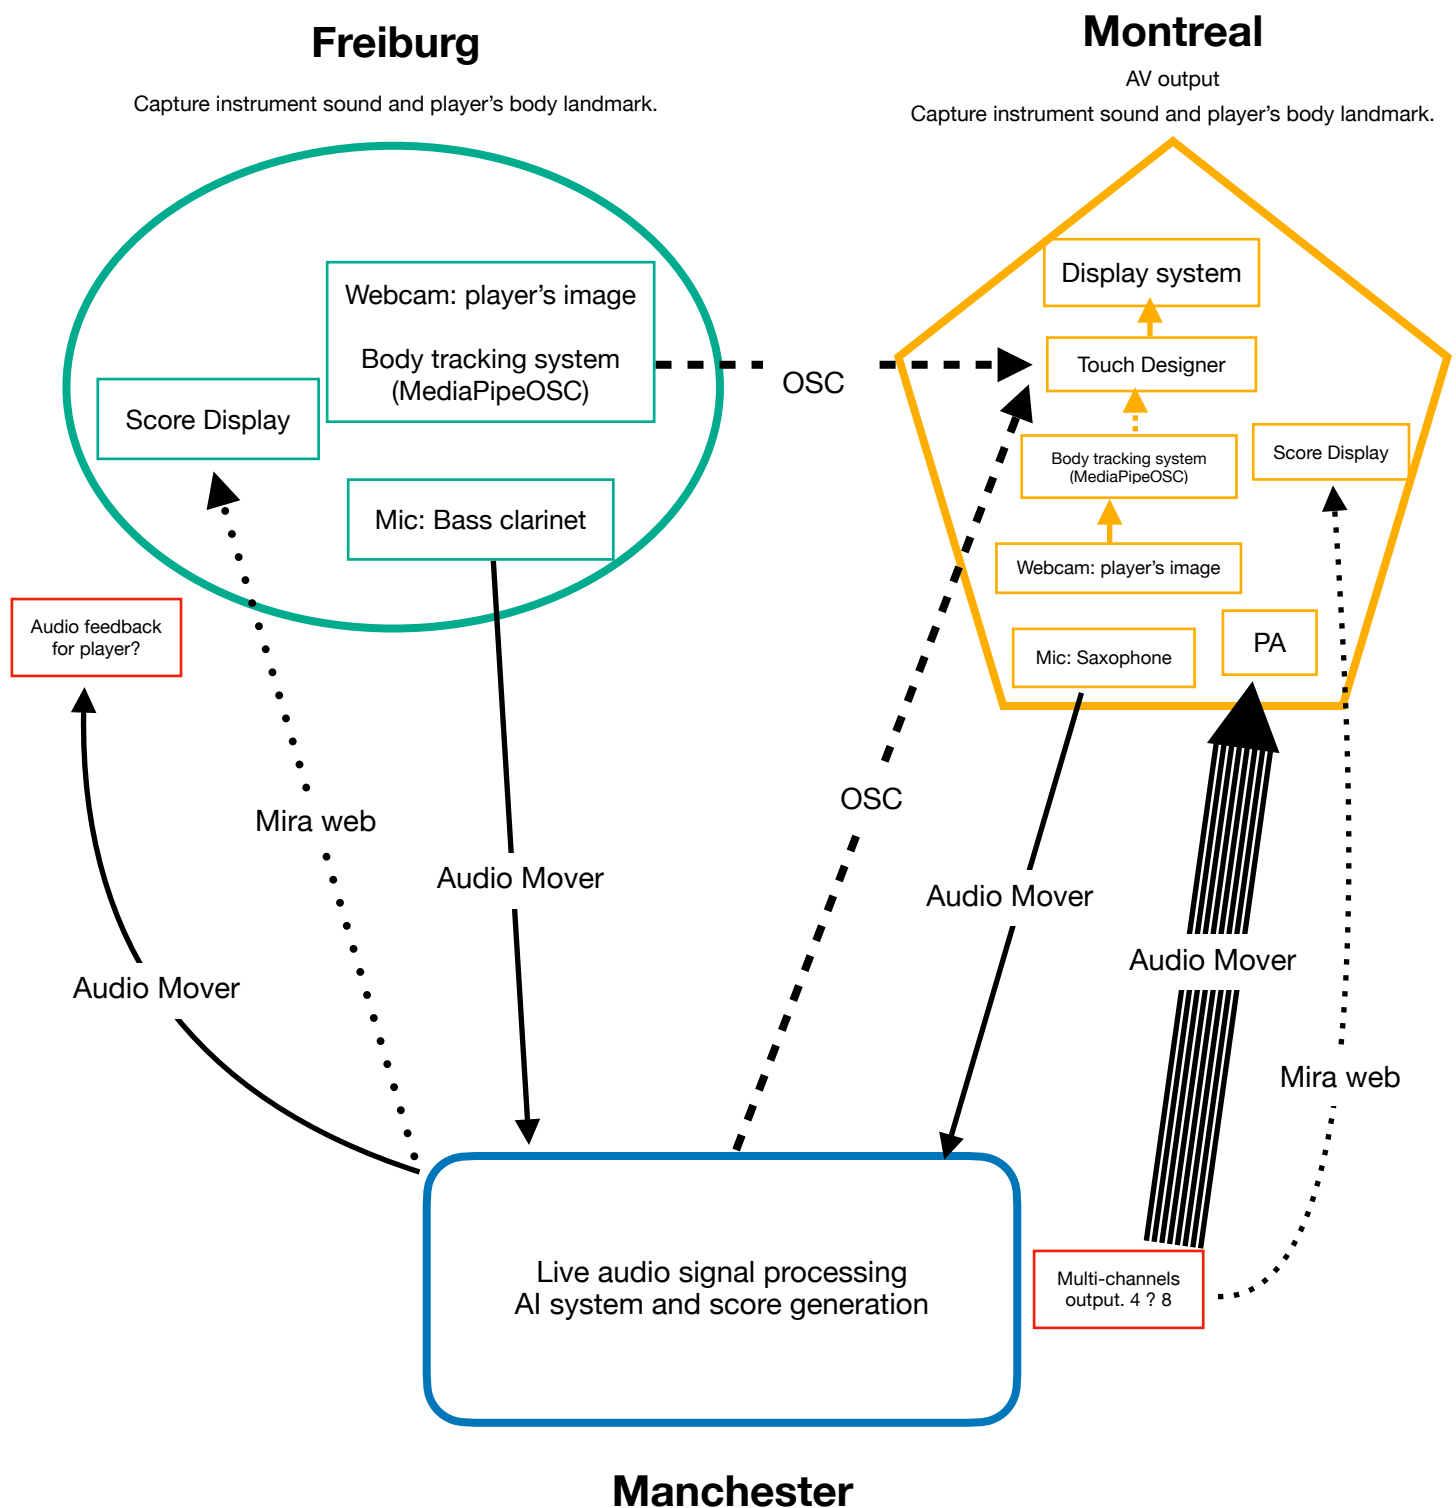 Freiburg
Capture instrument sound and player’s body landmark.
Webcam: player’s image
Body tracking system
(MediaPipeOSC)
Score Display
Mic: Bass clarinet
Audio feedback
for player?
Montreal
AV output
Capture instrument sound and player’s body landmark.
Display system
Touch Designer
Body tracking system
(MediaPipeOSC)
Score Display
Webcam: player’s image
Mic: Saxophone
PA
OSC
OSC
Mira web
Audio Mover
Audio Mover
Audio Mover
Audio Mover
Mira web
Live audio signal processing
AI system and score generation
Multi-channels
output. 4 ? 8
Manchester